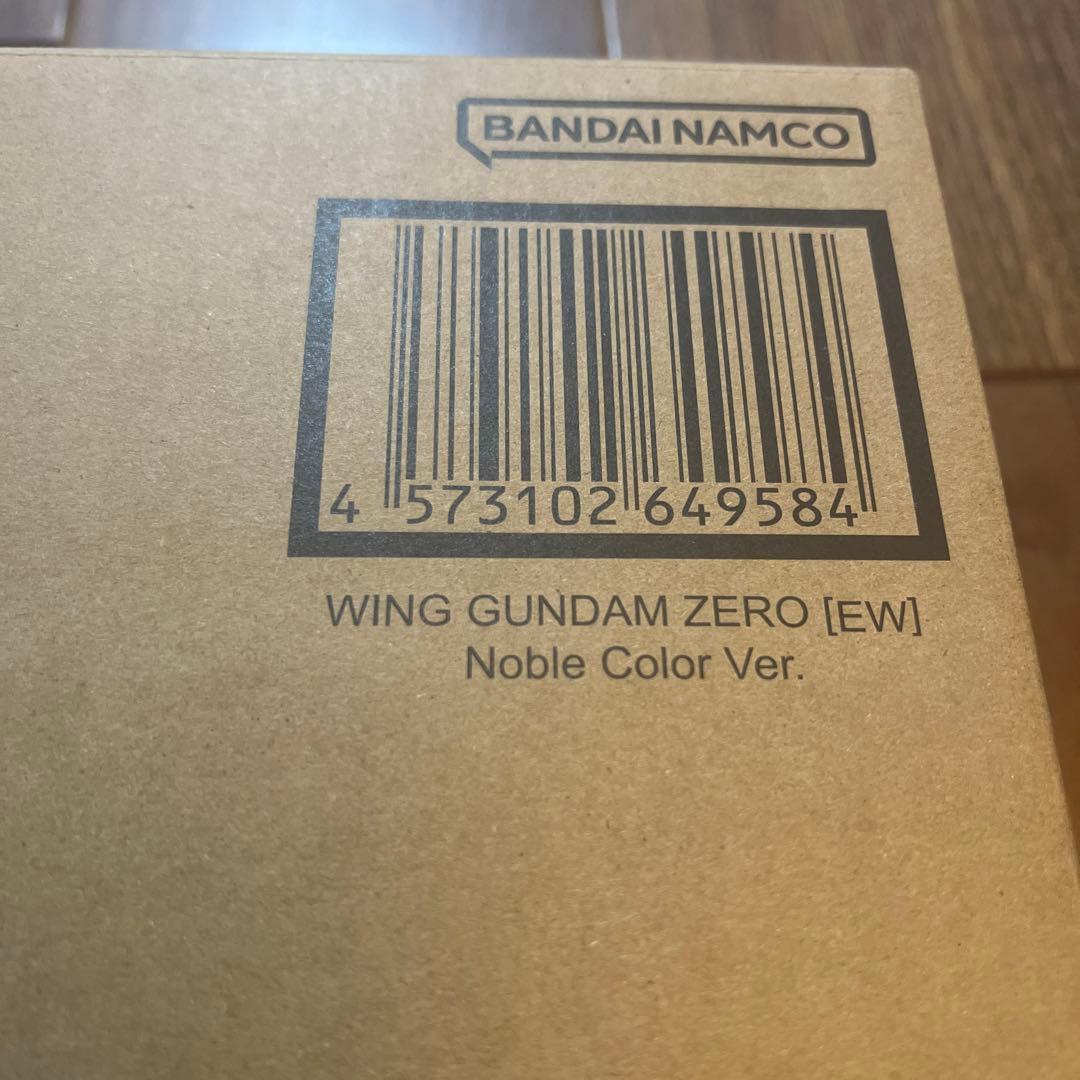 BANDAI NAMCO
4 573102 649584
WING GUNDAM ZERO [EW]
Noble Color Ver.